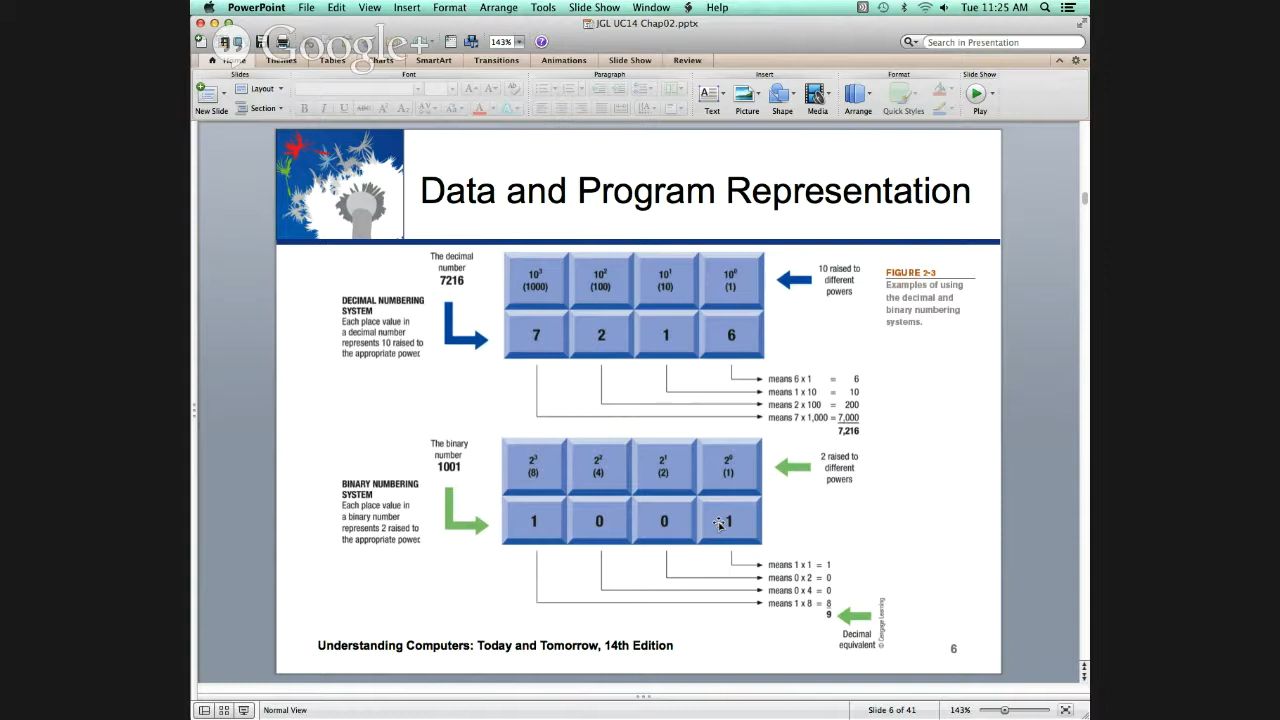 PowerPoint File Edit View Insert Format Arrange Tools Slide Show Window Help Tue 11:25 AM
JGL UC14 Chap02.pptx
Google+
143% Search in Presentation
Home Themes Tables Charts SmartArt Transitions Animations Slide Show Review
Slides Font Paragraph Insert Format Slide Show
Layout
Section
New Slide Text Picture Shape Media Arrange Quick Styles Play
Data and Program Representation
The decimal
number
7216
DECIMAL NUMBERING
SYSTEM
Each place value in
a decimal number
represents 10 raised to
the appropriate power.
10³ 10² 10¹ 10⁰
(1000) (100) (10) (1)
7 2 1 6
10 raised to
different
powers
FIGURE 2-3
Examples of using
the decimal and
binary numbering
systems.
means 6 x 1 = 6
means 1 x 10 = 10
means 2 x 100 = 200
means 7 x 1,000 = 7,000
7,216
The binary
number
1001
BINARY NUMBERING
SYSTEM
Each place value in
a binary number
represents 2 raised to
the appropriate power.
2³ 2² 2¹ 2⁰
(8) (4) (2) (1)
1 0 0 1
2 raised to
different
powers
means 1 x 1 = 1
means 0 x 2 = 0
means 0 x 4 = 0
means 1 x 8 = 8
9
Decimal
equivalent
© Cengage Learning
Understanding Computers: Today and Tomorrow, 14th Edition
6
Normal View Slide 6 of 41 143%